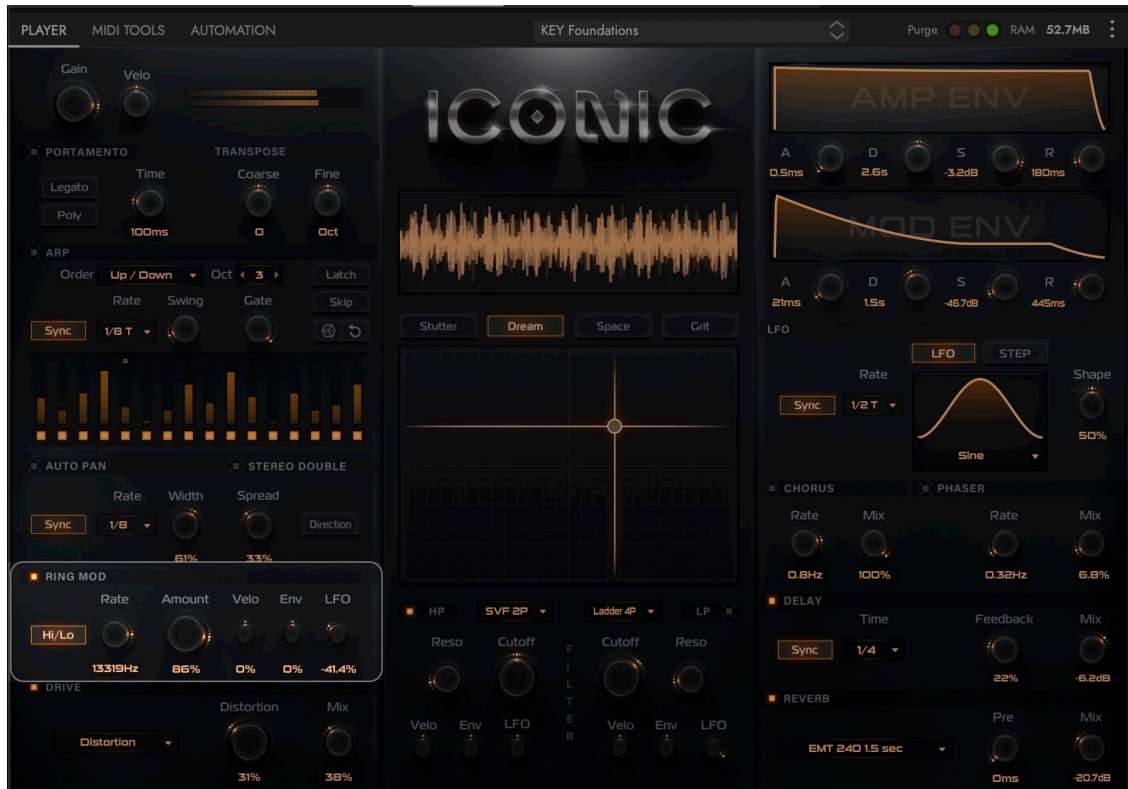 PLAYER MIDI TOOLS AUTOMATION KEY Foundations Purge RAM 52.7MB
Gain Velo
ICONIC
PORTAMENTO TRANSPOSE
Legato Time Coarse Fine
Poly
100ms 0 Oct
ARP
Order Up / Down Oct 3 Latch
Rate Swing Gate Skip
Sync 1/8 T
AUTO PAN STEREO DOUBLE
Rate Width Spread
Sync 1/8 Direction
61% 33%
RING MOD
Rate Amount Velo Env LFO
Hi/Lo
13319Hz 86% 0% 0% -41.4%
DRIVE
Distortion Mix
Distortion
31% 38%
Stutter Dream Space Grit
HP SVF 2P Ladder 4P LP
Reso Cutoff Cutoff Reso
FILTER
Velo Env LFO Velo Env LFO
AMP ENV
A D S R
0.5ms 2.6s -3.2dB 180ms
MOD ENV
A D S R
21ms 1.5s -46.7dB 445ms
LFO
LFO STEP
Rate Shape
Sync 1/2 T
50%
Sine
CHORUS PHASER
Rate Mix Rate Mix
0.8Hz 100% 0.32Hz 6.8%
DELAY
Time Feedback Mix
Sync 1/4
22% -6.2dB
REVERB
Pre Mix
EMT 240 1.5 sec
0ms -20.7dB